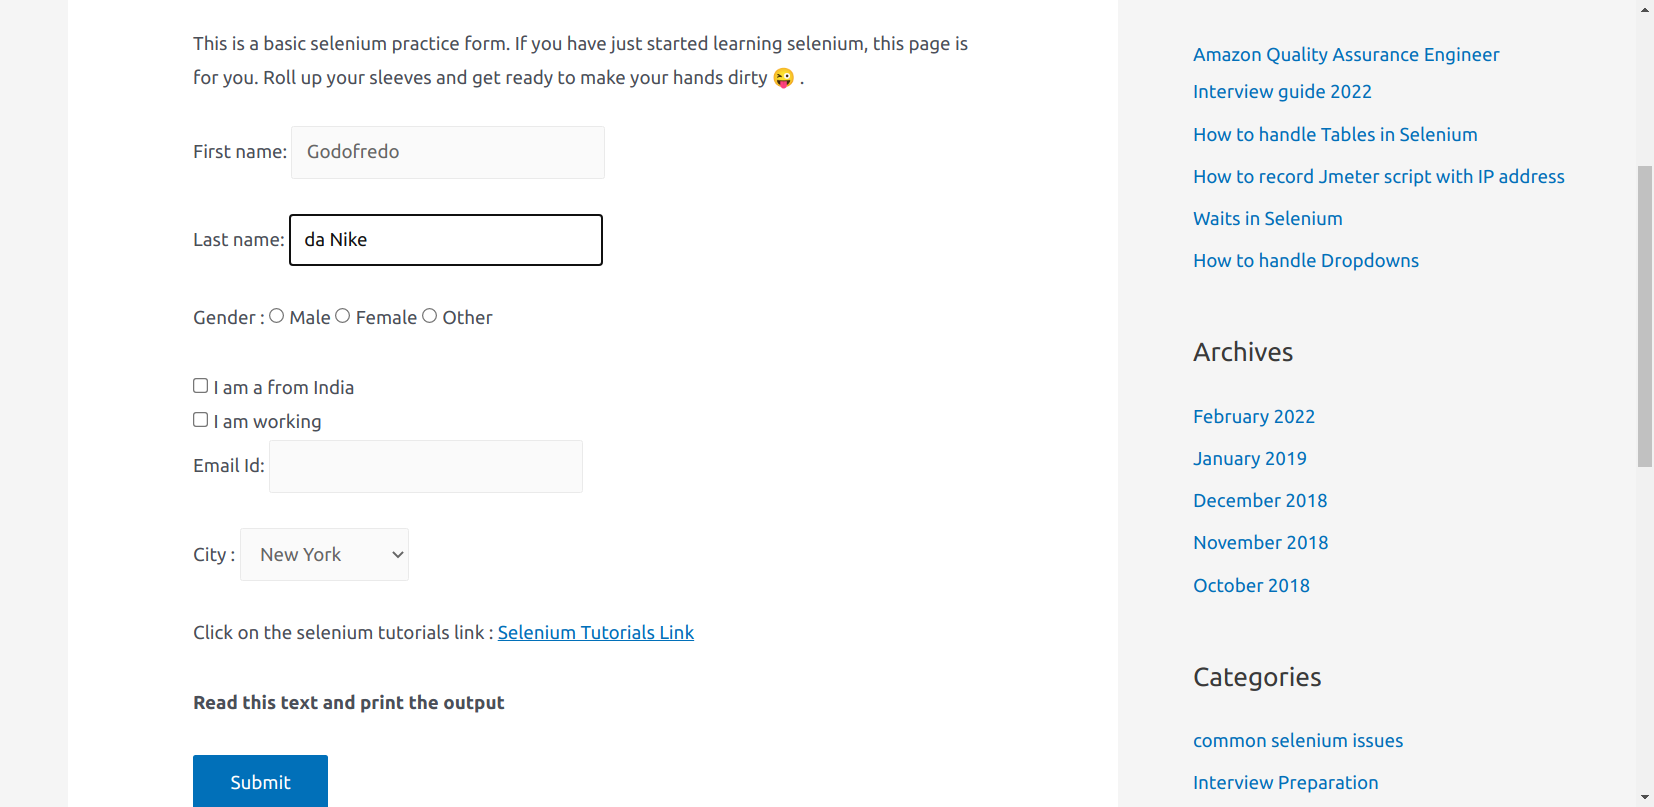 This is a basic selenium practice form. If you have just started learning selenium, this page is
for you. Roll up your sleeves and get ready to make your hands dirty 😜 .
First name: Godofredo
Last name: da Nike
Gender : Male Female Other
I am a from India
I am working
Email Id:
City : New York
Click on the selenium tutorials link : Selenium Tutorials Link
Read this text and print the output
Submit
Amazon Quality Assurance Engineer
Interview guide 2022
How to handle Tables in Selenium
How to record Jmeter script with IP address
Waits in Selenium
How to handle Dropdowns
Archives
February 2022
January 2019
December 2018
November 2018
October 2018
Categories
common selenium issues
Interview Preparation